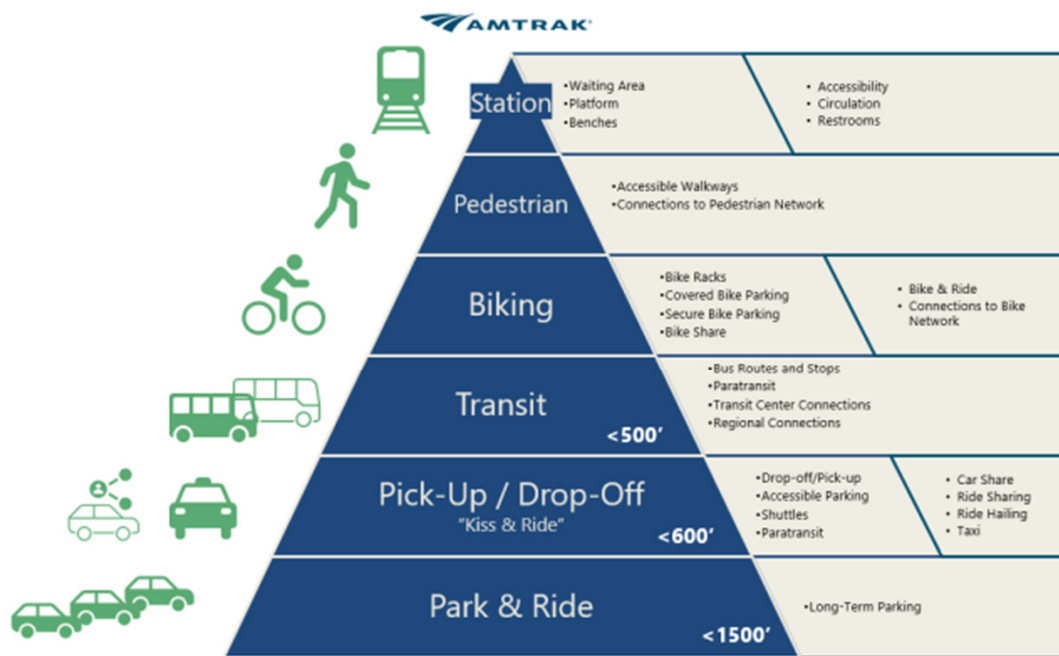 AMTRAK
Station
•Waiting Area
•Platform
•Benches
• Accessibility
• Circulation
• Restrooms
Pedestrian
•Accessible Walkways
•Connections to Pedestrian Network
Biking
•Bike Racks
•Covered Bike Parking
•Secure Bike Parking
•Bike Share
• Bike & Ride
• Connections to Bike
Network
Transit
<500’
•Bus Routes and Stops
•Paratransit
•Transit Center Connections
•Regional Connections
Pick-Up / Drop-Off
"Kiss & Ride"
<600’
•Drop-off/Pick-up
•Accessible Parking
•Shuttles
•Paratransit
• Car Share
• Ride Sharing
• Ride Hailing
• Taxi
Park & Ride
<1500’
•Long-Term Parking